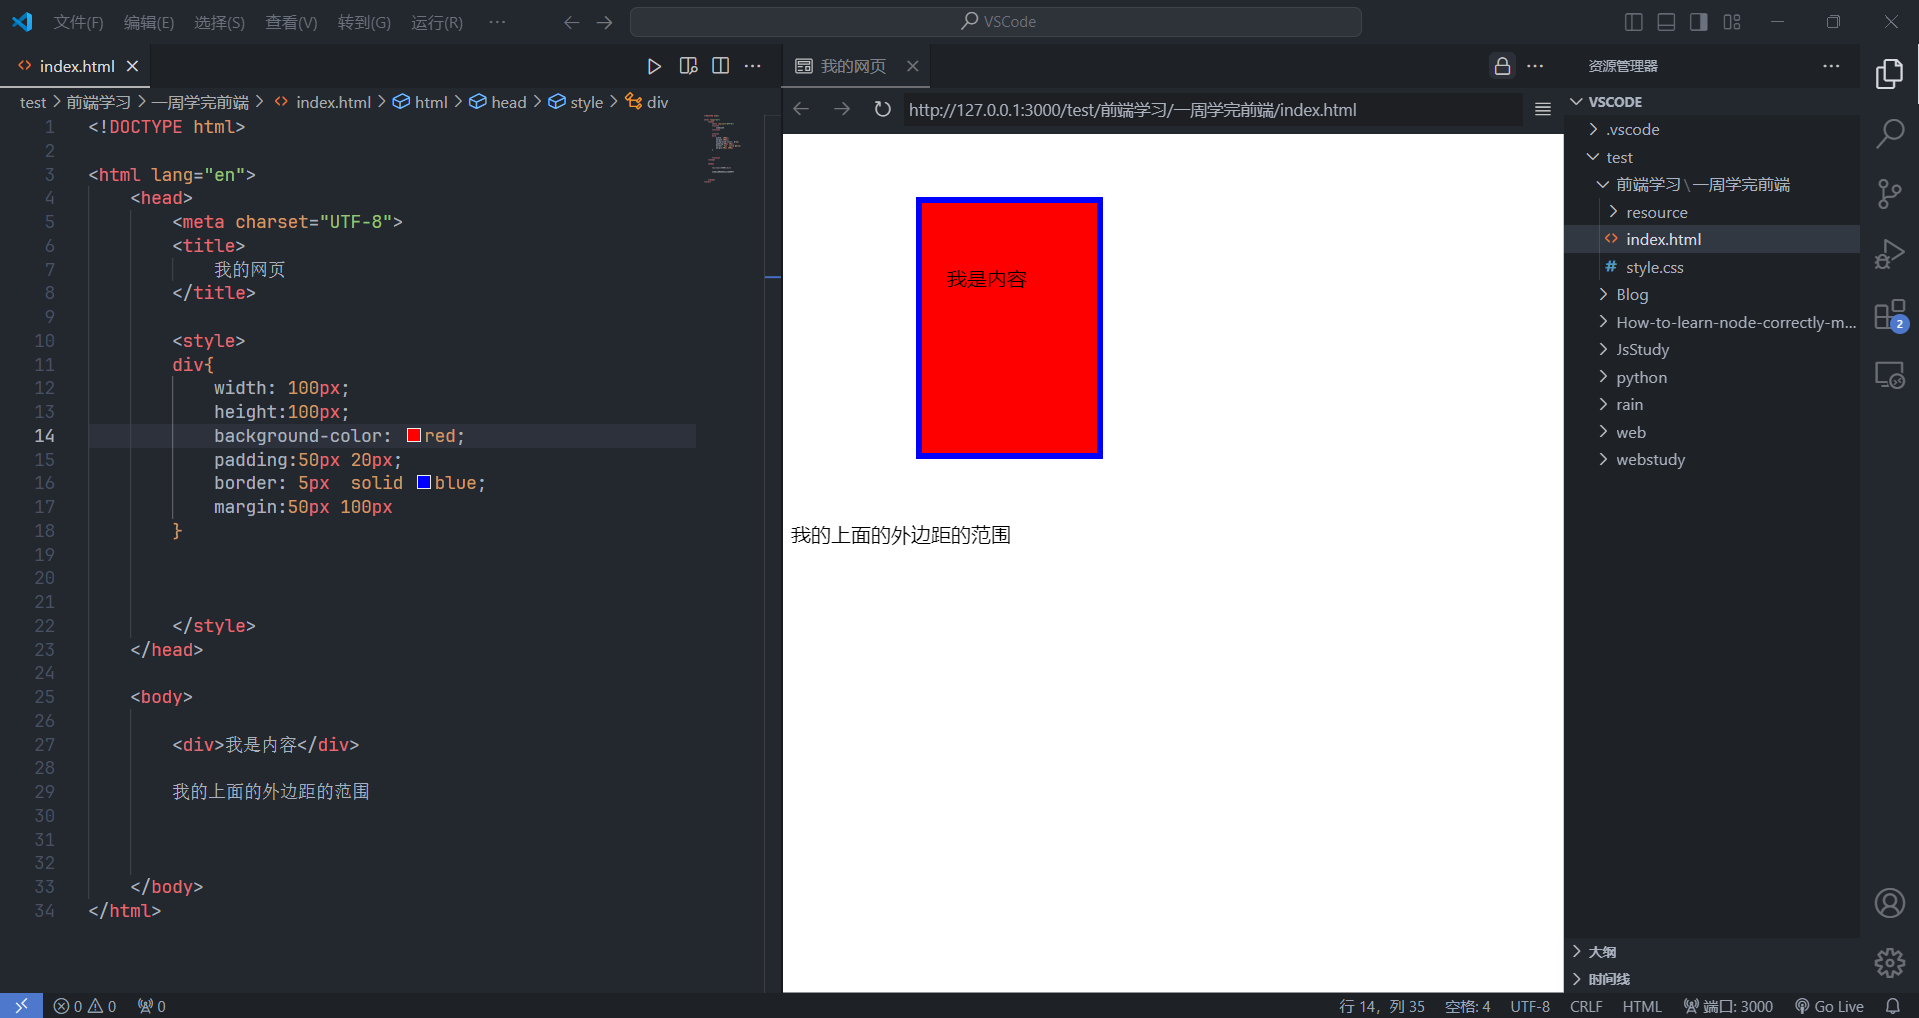 文件(F) 编辑(E) 选择(S) 查看(V) 转到(G) 运行(R) ··· VSCode
index.html
test > 前端学习 > 一周学完前端 > index.html > html > head > style > div
1 <!DOCTYPE html>
2
3 <html lang="en">
4 <head>
5 <meta charset="UTF-8">
6 <title>
7 我的网页
8 </title>
9
10 <style>
11 div{
12 width: 100px;
13 height:100px;
14 background-color: red;
15 padding:50px 20px;
16 border: 5px solid blue;
17 margin:50px 100px
18 }
19
20
21
22 </style>
23 </head>
24
25 <body>
26
27 <div>我是内容</div>
28
29 我的上面的外边距的范围
30
31
32
33 </body>
34 </html>
我的网页
http://127.0.0.1:3000/test/前端学习/一周学完前端/index.html
我是内容
我的上面的外边距的范围
资源管理器
VSCODE
.vscode
test
前端学习\一周学完前端
resource
index.html
# style.css
Blog
How-to-learn-node-correctly-m...
JsStudy
python
rain
web
webstudy
2
大纲
时间线
0 0 0 行 14，列 35 空格: 4 UTF-8 CRLF HTML 端口: 3000 Go Live